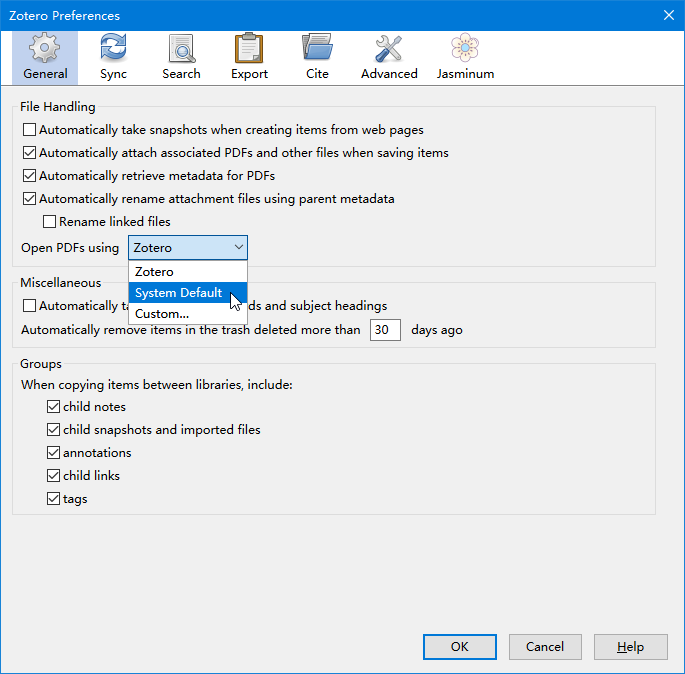 Zotero Preferences
General Sync Search Export Cite Advanced Jasminum
File Handling
Automatically take snapshots when creating items from web pages
Automatically attach associated PDFs and other files when saving items
Automatically retrieve metadata for PDFs
Automatically rename attachment files using parent metadata
Rename linked files
Open PDFs using Zotero
Zotero
System Default
Custom...
Miscellaneous
Automatically and subject headings
Automatically remove items in the trash deleted more than 30 days ago
Groups
When copying items between libraries, include:
child notes
child snapshots and imported files
annotations
child links
tags
OK Cancel Help